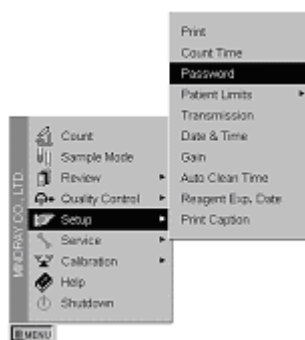 Print
Count Time
Password
Patient Limits
Transmission
Date & Time
Gain
Auto Clean Time
Reagent Exp. Date
Print Caption
MINDRAY CO., LTD.
Count
Sample Mode
Review
Quality Control
Setup
Service
Calibration
Help
Shutdown
MENU